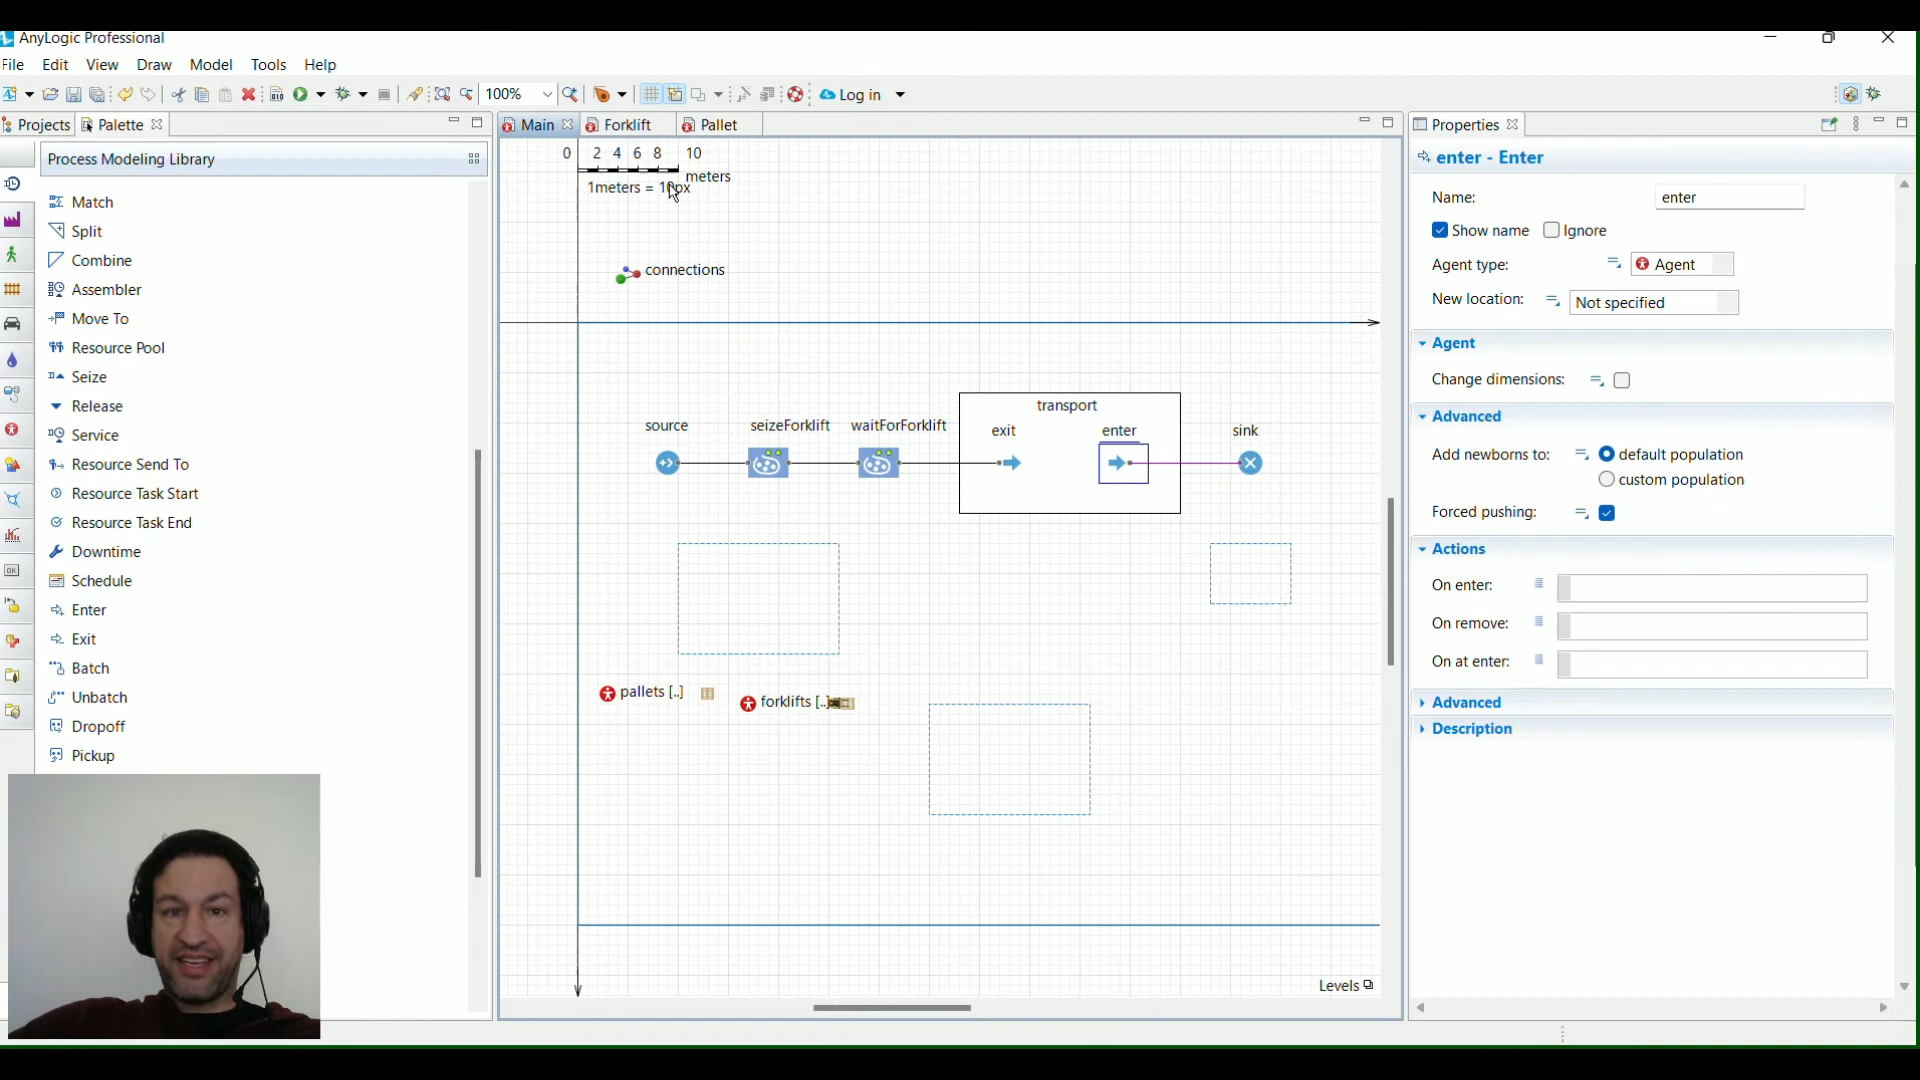 AnyLogic Professional
File Edit View Draw Model Tools Help
100% Log in
Projects Palette
Process Modeling Library
Match
Split
Combine
Assembler
Move To
Resource Pool
Seize
Release
Service
Resource Send To
Resource Task Start
Resource Task End
Downtime
Schedule
Enter
Exit
Batch
Unbatch
Dropoff
Pickup
Main Forklift Pallet
0 2 4 6 8 10
meters
1meters = 10px
connections
transport
source seizeForklift waitForForklift exit enter sink
pallets [..]
forklifts [..]
Levels
Properties
enter - Enter
Name: enter
Show name Ignore
Agent type: Agent
New location: Not specified
Agent
Change dimensions:
Advanced
Add newborns to: default population
custom population
Forced pushing:
Actions
On enter:
On remove:
On at enter:
Advanced
Description